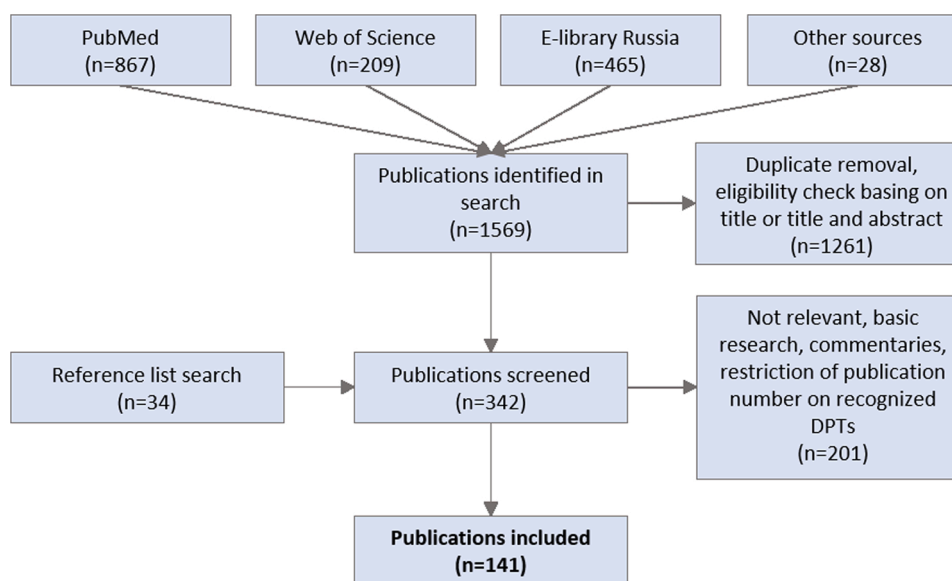 PubMed
(n=867)
Web of Science
(n=209)
E-library Russia
(n=465)
Other sources
(n=28)
Publications identified in
search
(n=1569)
Duplicate removal,
eligibility check basing on
title or title and abstract
(n=1261)
Reference list search
(n=34)
Publications screened
(n=342)
Not relevant, basic
research, commentaries,
restriction of publication
number on recognized
DPTs
(n=201)
Publications included
(n=141)